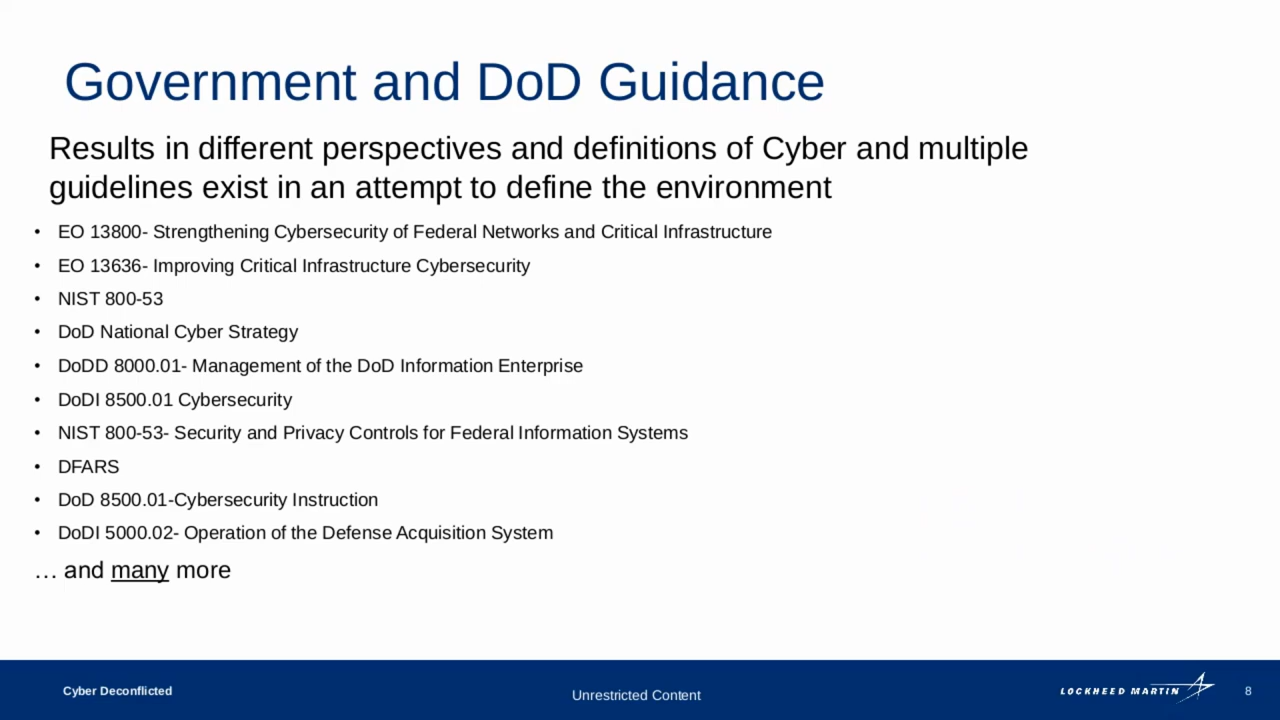 Government and DoD Guidance
Results in different perspectives and definitions of Cyber and multiple
guidelines exist in an attempt to define the environment
• EO 13800- Strengthening Cybersecurity of Federal Networks and Critical Infrastructure
• EO 13636- Improving Critical Infrastructure Cybersecurity
• NIST 800-53
• DoD National Cyber Strategy
• DoDD 8000.01- Management of the DoD Information Enterprise
• DoDI 8500.01 Cybersecurity
• NIST 800-53- Security and Privacy Controls for Federal Information Systems
• DFARS
• DoD 8500.01-Cybersecurity Instruction
• DoDI 5000.02- Operation of the Defense Acquisition System
… and many more
Cyber Deconflicted
Unrestricted Content
LOCKHEED MARTIN
8